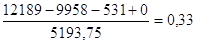 12189 – 9958 – 531 + 0
5193,75 = 0,33